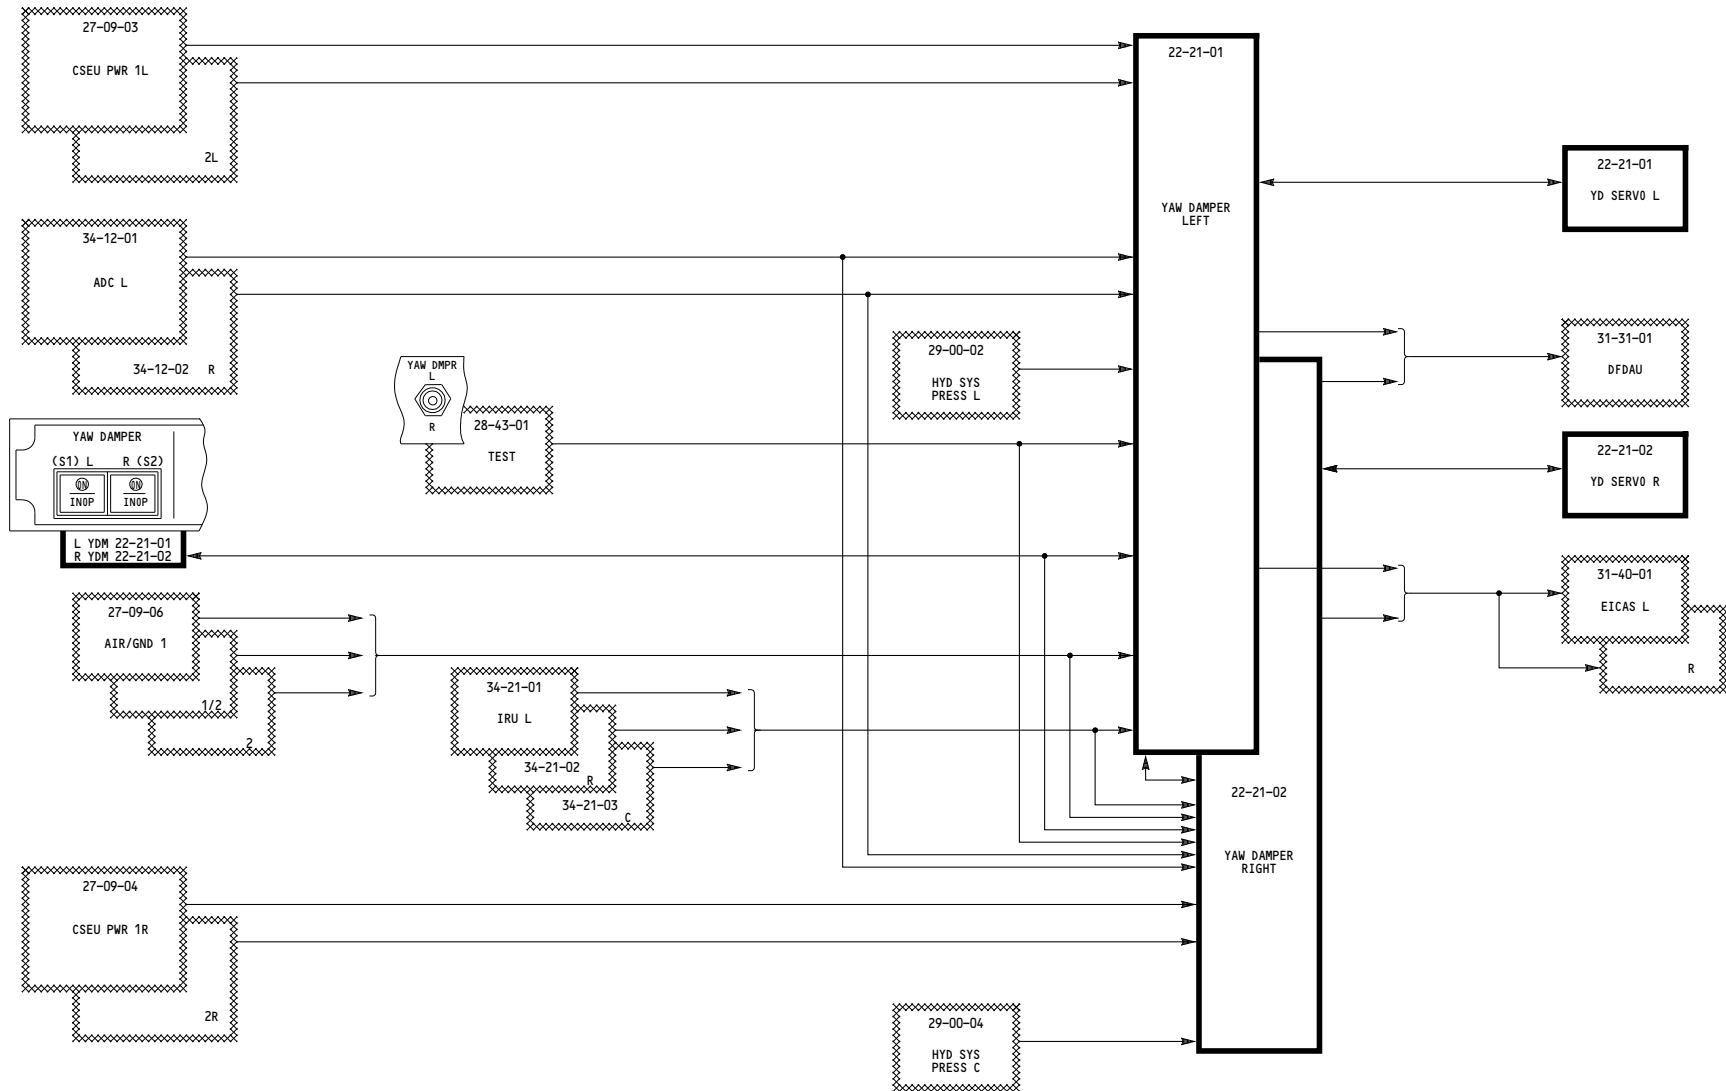 27-09-03
CSEU PWR 1L
2L
34-12-01
ADC L
34-12-02 R
YAW DMPR
L
R
28-43-01
TEST
YAW DAMPER
(S1) L R (S2)
ON ON
INOP INOP
L YDM 22-21-01
R YDM 22-21-02
27-09-06
AIR/GND 1
1/2
2
34-21-01
IRU L
34-21-02
R
34-21-03
C
27-09-04
CSEU PWR 1R
2R
29-00-02
HYD SYS
PRESS L
29-00-04
HYD SYS
PRESS C
22-21-01
YAW DAMPER
LEFT
22-21-02
YAW DAMPER
RIGHT
22-21-01
YD SERVO L
31-31-01
DFDAU
22-21-02
YD SERVO R
31-40-01
EICAS L
R